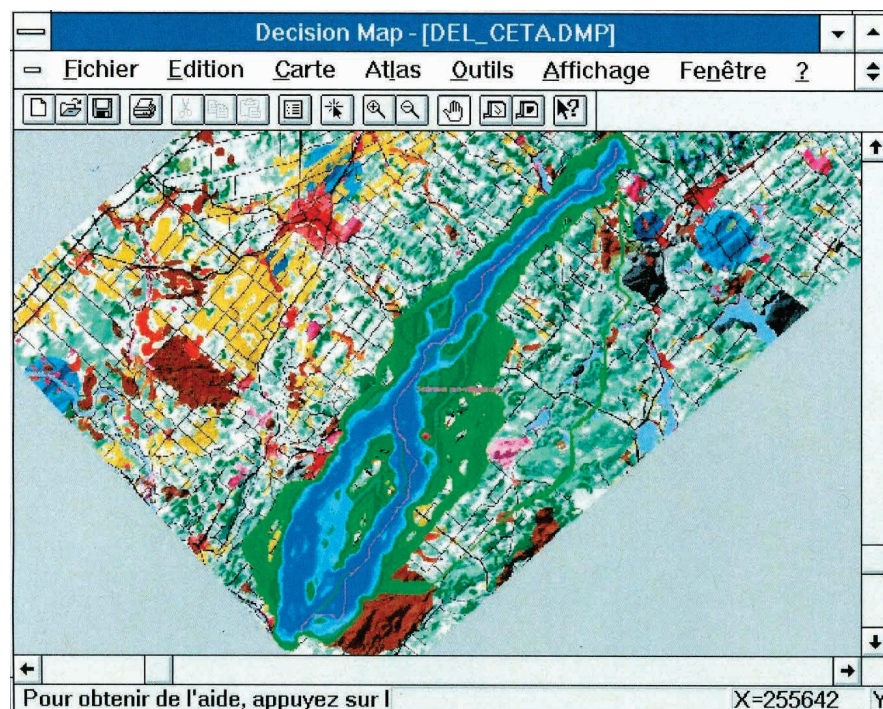 Decision Map - [DEL_CETA.DMP]
Fichier Edition Carte Atlas Outils Affichage Fenêtre ?
Pour obtenir de l'aide, appuyez sur l X=255642 Y